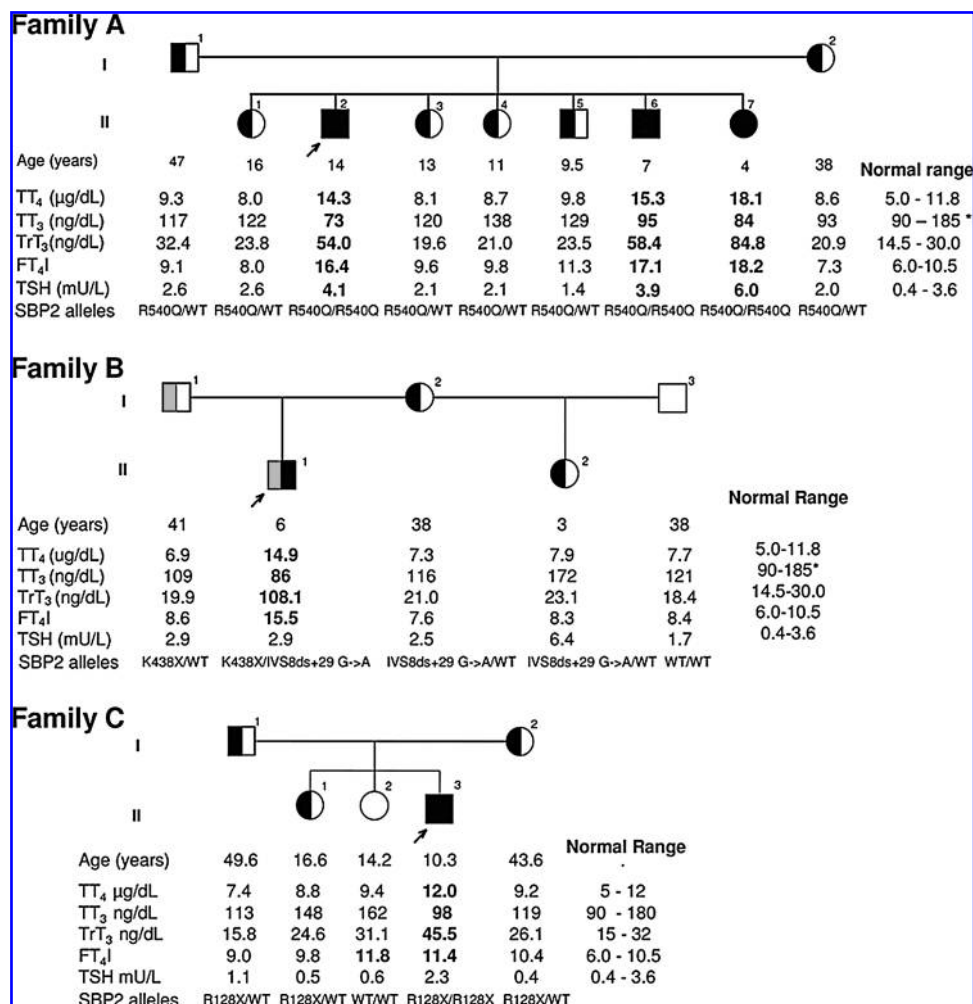 Family A
I
1
2
II
1
2
3
4
5
6
7
Age (years) 47 16 14 13 11 9.5 7 4 38 Normal range
TT4 (µg/dL) 9.3 8.0 14.3 8.1 8.7 9.8 15.3 18.1 8.6 5.0 - 11.8
TT3 (ng/dL) 117 122 73 120 138 129 95 84 93 90 – 185 *
TrT3(ng/dL) 32.4 23.8 54.0 19.6 21.0 23.5 58.4 84.8 20.9 14.5 - 30.0
FT4I 9.1 8.0 16.4 9.6 9.8 11.3 17.1 18.2 7.3 6.0-10.5
TSH (mU/L) 2.6 2.6 4.1 2.1 2.1 1.4 3.9 6.0 2.0 0.4 - 3.6
SBP2 alleles R540Q/WT R540Q/WT R540Q/R540Q R540Q/WT R540Q/WT R540Q/WT R540Q/R540Q R540Q/R540Q R540Q/WT
Family B
I
1
2
3
II
1
2
Normal Range
Age (years) 41 6 38 3 38
TT4 (ug/dL) 6.9 14.9 7.3 7.9 7.7 5.0-11.8
TT3 (ng/dL) 109 86 116 172 121 90-185*
TrT3 (ng/dL) 19.9 108.1 21.0 23.1 18.4 14.5-30.0
FT4I 8.6 15.5 7.6 8.3 8.4 6.0-10.5
TSH (mU/L) 2.9 2.9 2.5 6.4 1.7 0.4-3.6
SBP2 alleles K438X/WT K438X/IVS8ds+29 G->A IVS8ds+29 G->A/WT IVS8ds+29 G->A/WT WT/WT
Family C
I
1
2
II
1
2
3
Normal Range
Age (years) 49.6 16.6 14.2 10.3 43.6 .
TT4 µg/dL 7.4 8.8 9.4 12.0 9.2 5 - 12
TT3 ng/dL 113 148 162 98 119 90 - 180
TrT3 ng/dL 15.8 24.6 31.1 45.5 26.1 15 - 32
FT4I 9.0 9.8 11.8 11.4 10.4 6.0 - 10.5
TSH mU/L 1.1 0.5 0.6 2.3 0.4 0.4 - 3.6
SBP2 alleles R128X/WT R128X/WT WT/WT R128X/R128X R128X/WT